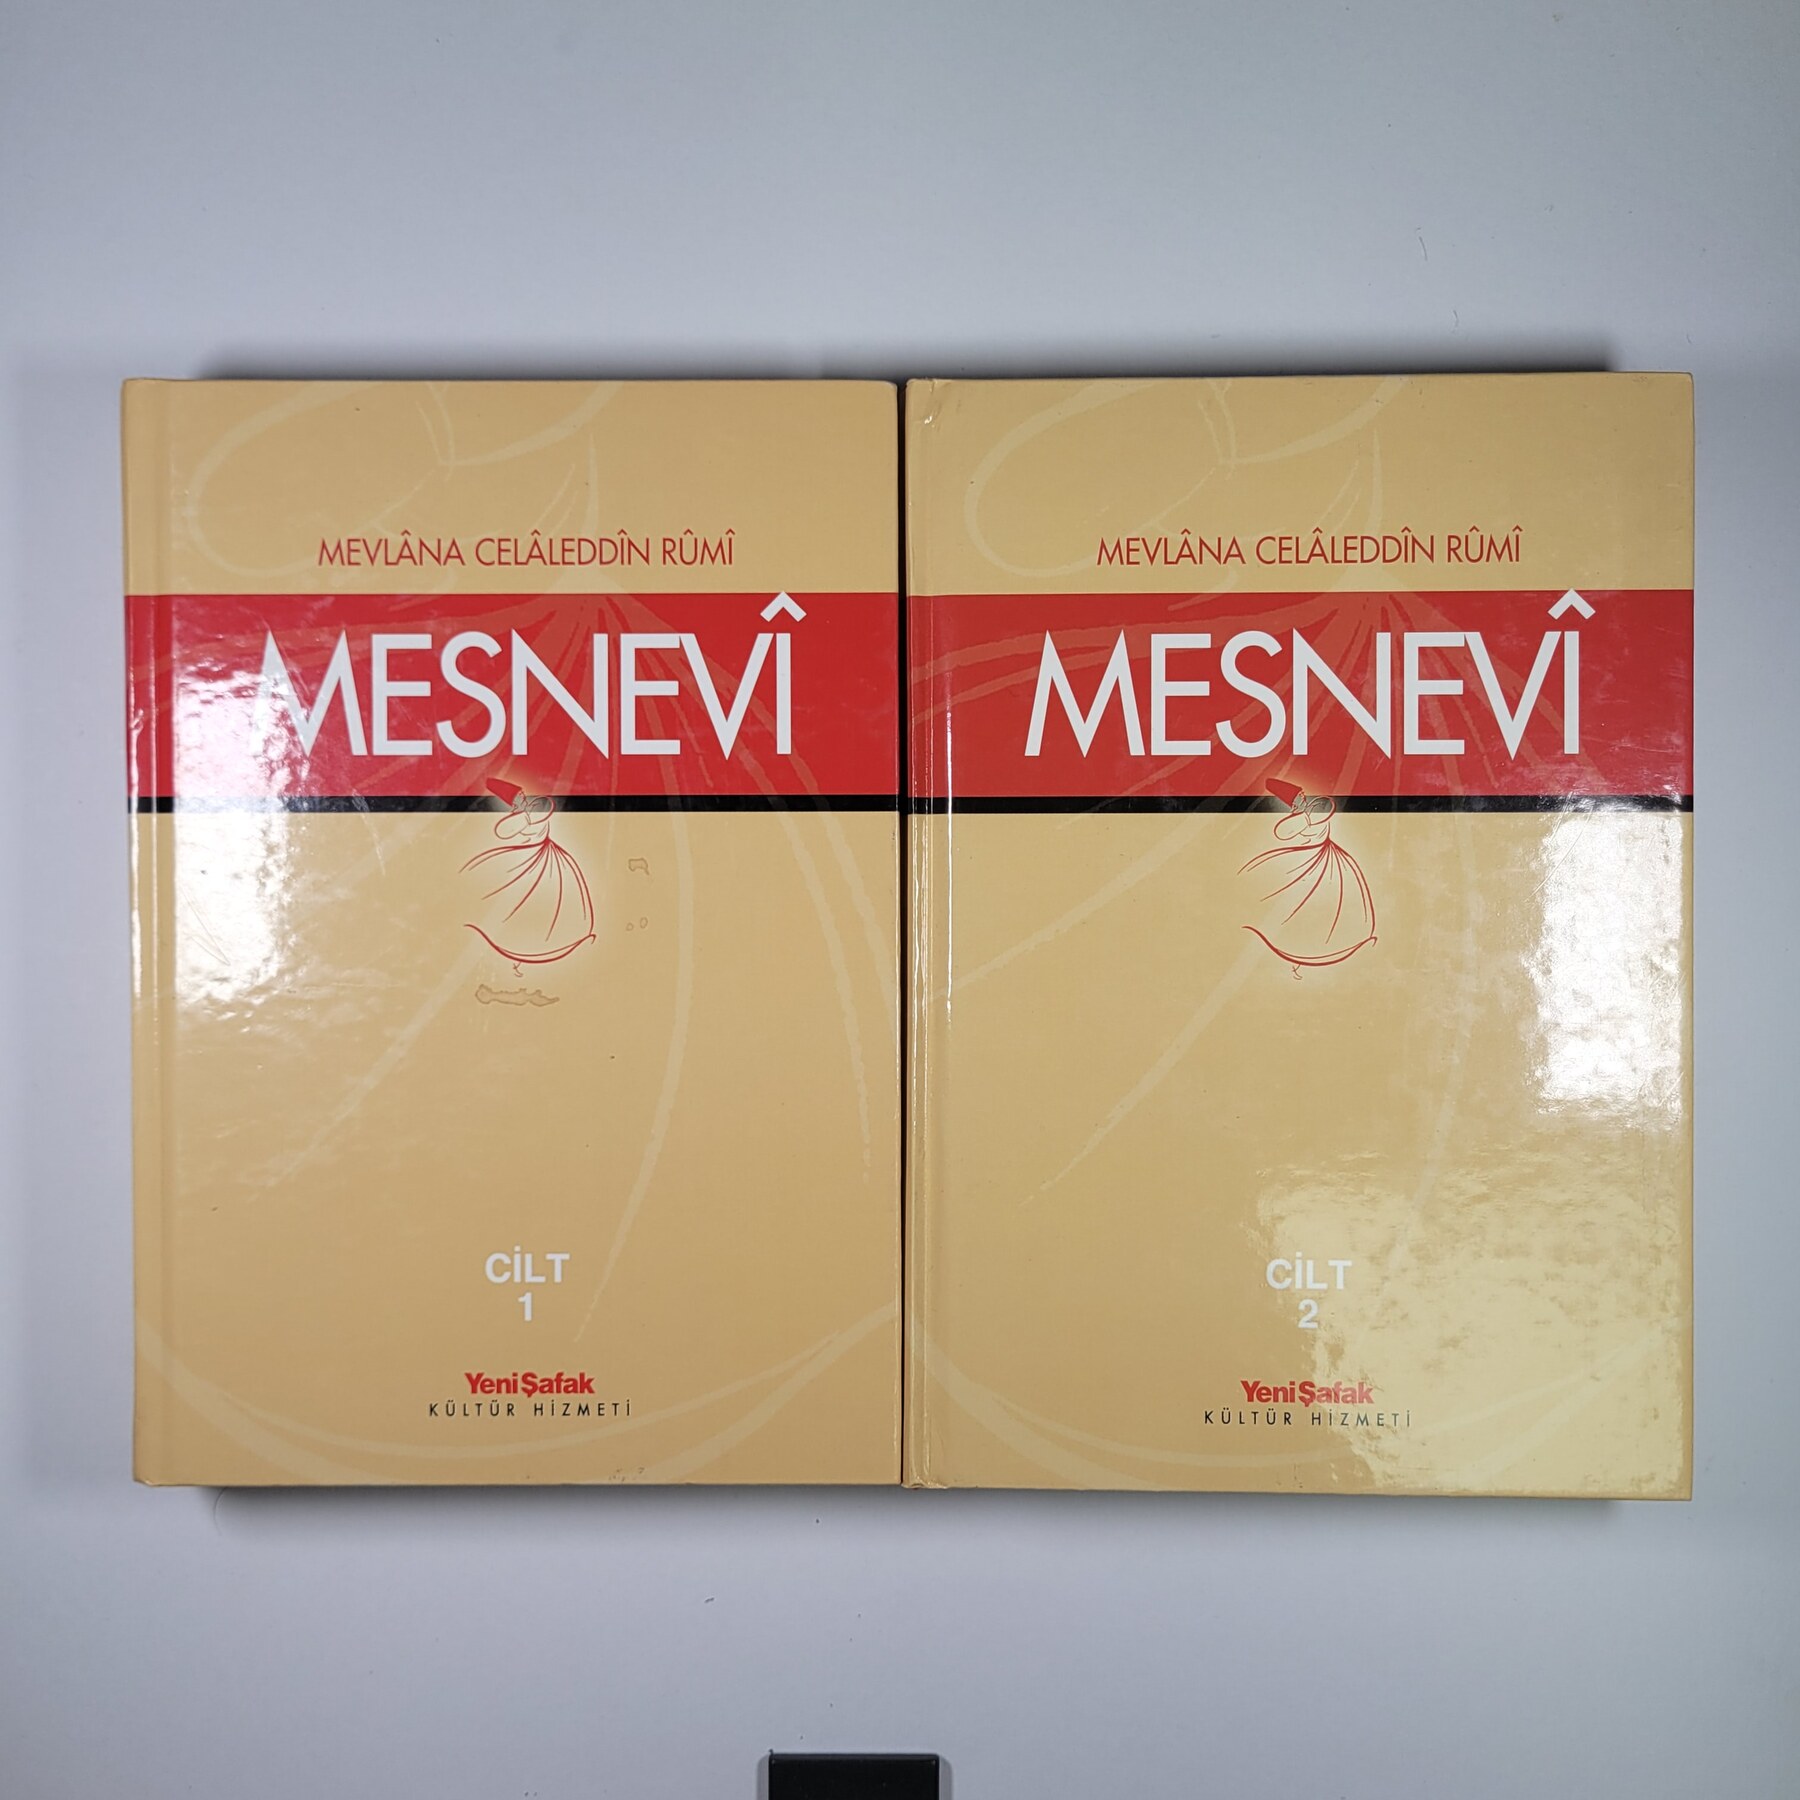 MEVLÂNA CELÂLEDDÎN RÛMÎ
MESNEVÎ
CİLT
1
YeniŞafak
KÜLTÜR HİZMETİ
MEVLÂNA CELÂLEDDÎN RÛMÎ
MESNEVÎ
CİLT
2
YeniŞafak
KÜLTÜR HİZMETİ